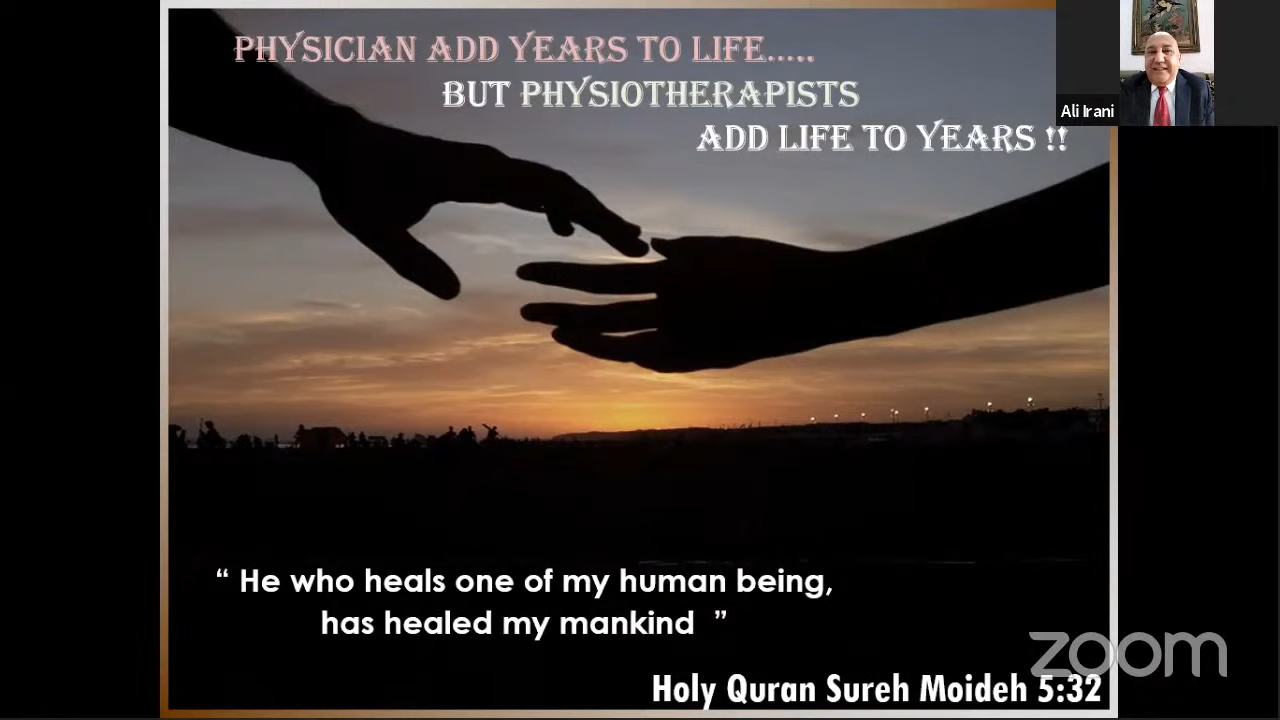 PHYSICIAN ADD YEARS TO LIFE.....
BUT PHYSIOTHERAPISTS
ADD LIFE TO YEARS !!
Ali Irani
“ He who heals one of my human being,
has healed my mankind ”
zoom
Holy Quran Sureh Moideh 5:32